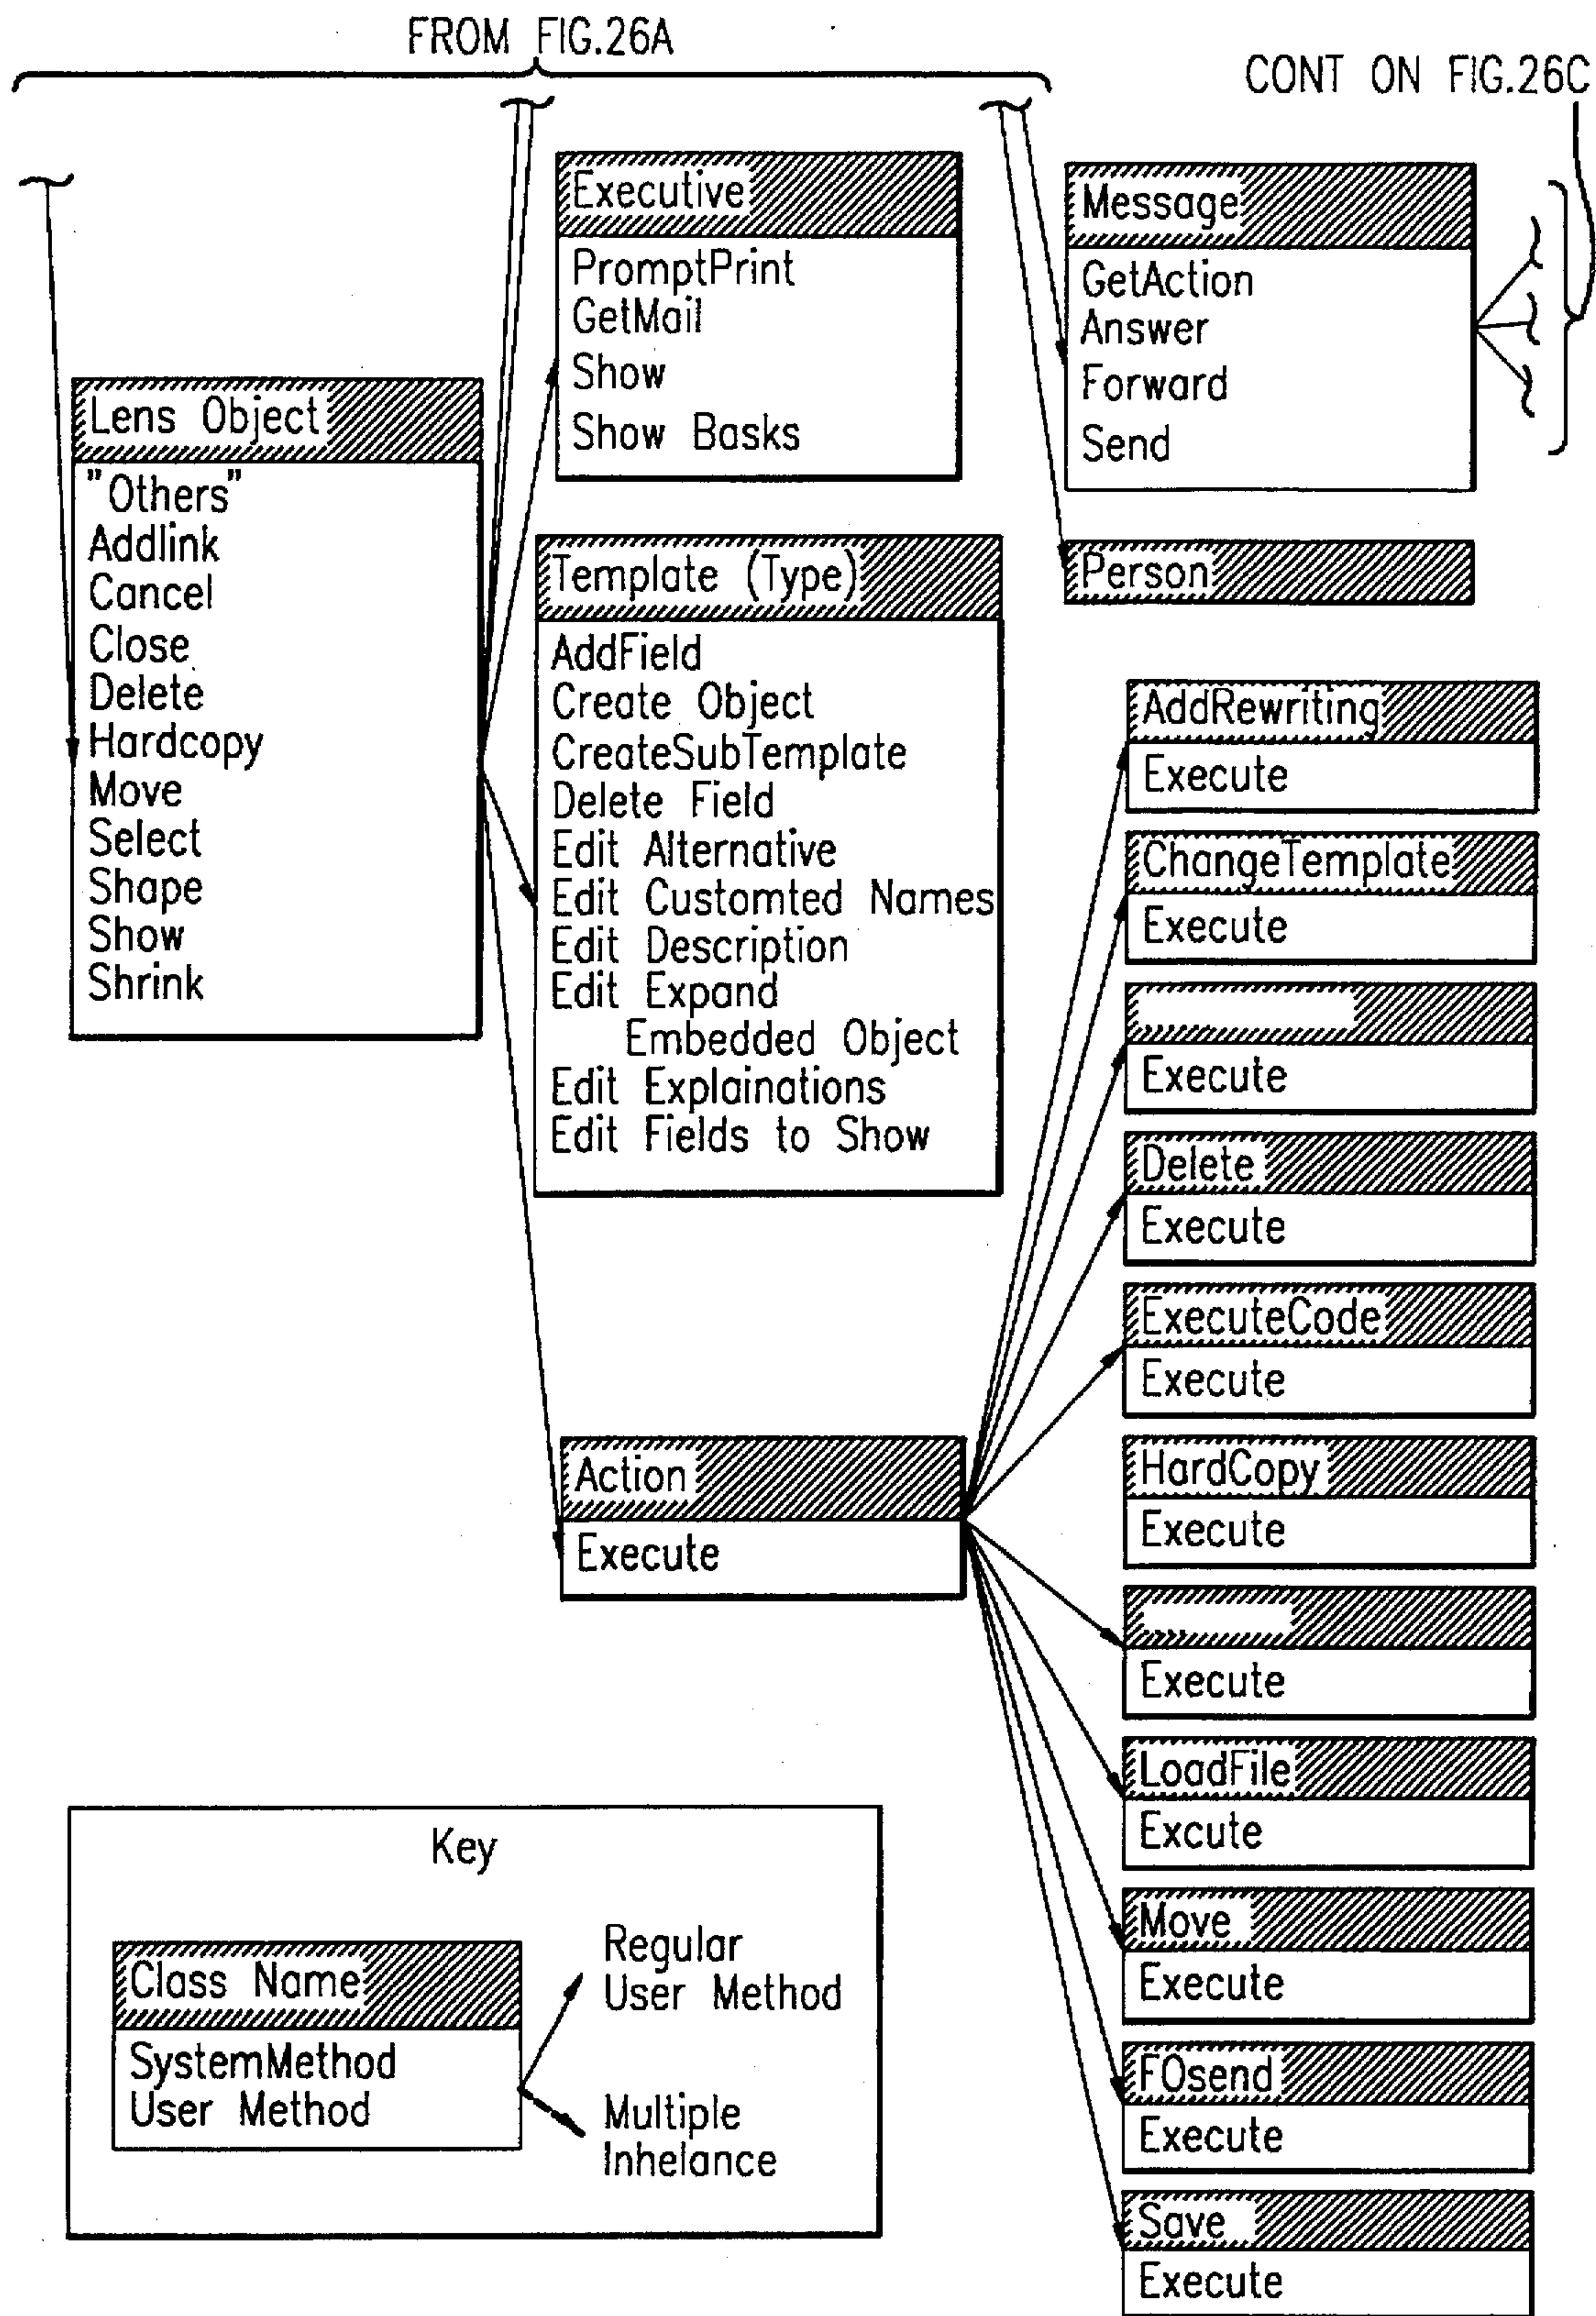 FROM FIG.26A
CONT ON FIG.26C
Lens Object
"Others"
Addlink
Cancel
Close
Delete
Hardcopy
Move
Select
Shape
Show
Shrink
Executive
PromptPrint
GetMail
Show
Show Basks
Template (Type)
AddField
Create Object
CreateSubTemplate
Delete Field
Edit Alternative
Edit Customted Names
Edit Description
Edit Expand
Embedded Object
Edit Explainations
Edit Fields to Show
Action
Execute
Message
GetAction
Answer
Forward
Send
Person
AddRewriting
Execute
ChangeTemplate
Execute
Execute
Delete
Execute
ExecuteCode
Execute
HardCopy
Execute
Execute
LoadFile
Excute
Move
Execute
FOsend
Execute
Save
Execute
Key
Class Name
SystemMethod
User Method
Regular
User Method
Multiple
Inhelance